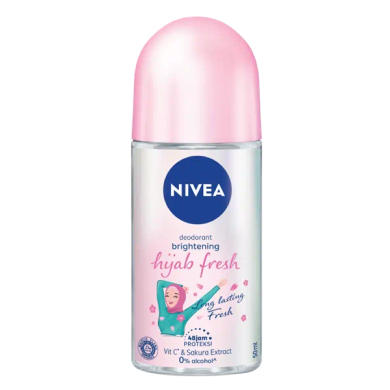 NIVEA
deodorant
brightening
hijab fresh
Long lasting
Fresh
48jam
PROTEKSI
Vit C* & Sakura Extract
0% alcohol^
50ml